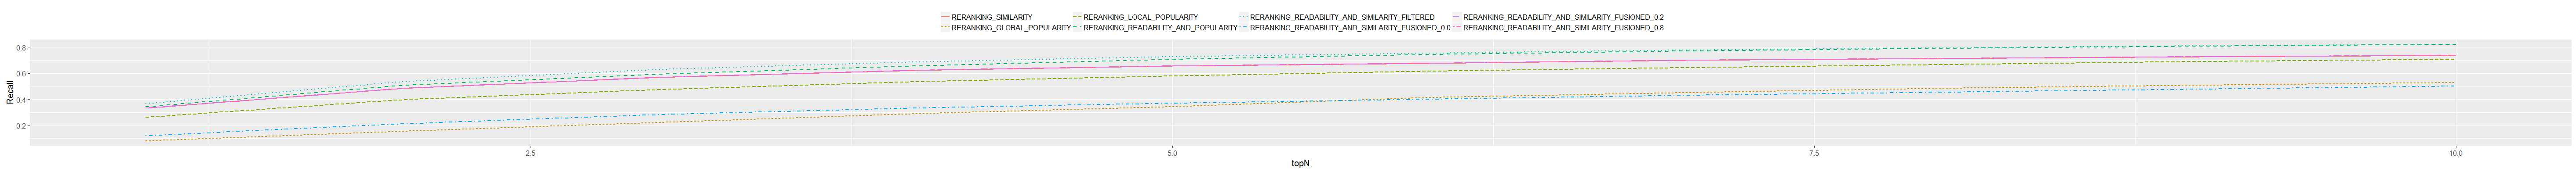 RERANKING_SIMILARITY RERANKING_LOCAL_POPULARITY RERANKING_READABILITY_AND_SIMILARITY_FILTERED RERANKING_READABILITY_AND_SIMILARITY_FUSIONED_0.2
RERANKING_GLOBAL_POPULARITY RERANKING_READABILITY_AND_POPULARITY RERANKING_READABILITY_AND_SIMILARITY_FUSIONED_0.0 RERANKING_READABILITY_AND_SIMILARITY_FUSIONED_0.8
0.8
0.6
0.4
0.2
Recall
2.5 5.0 7.5 10.0
topN